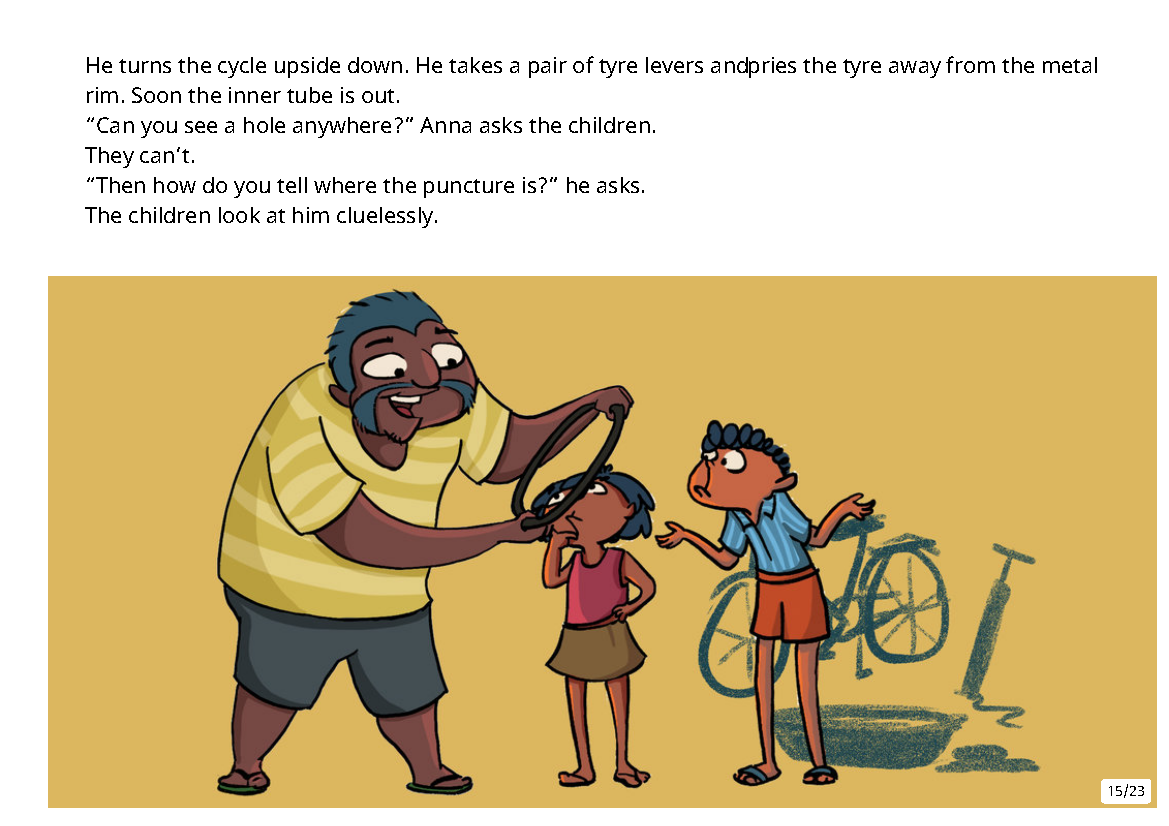 He turns the cycle upside down. He takes a pair of tyre levers andpries the tyre away from the metal
rim. Soon the inner tube is out.
“Can you see a hole anywhere?” Anna asks the children.
They can’t.
“Then how do you tell where the puncture is?” he asks.
The children look at him cluelessly.
15/23